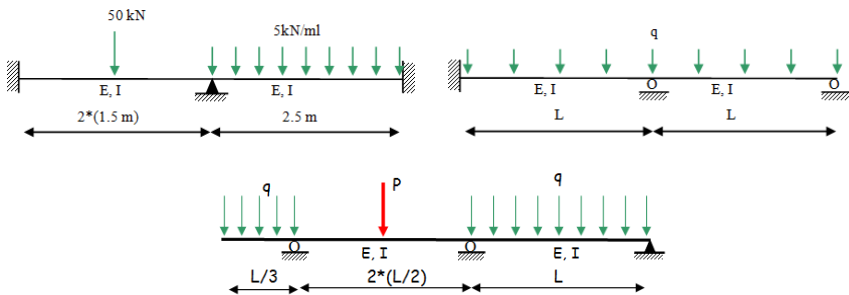 50 kN
5kN/ml
E, I
E, I
2*(1.5 m)
2.5 m
q
E, I
E, I
L
L
q
P
q
E, I
E, I
L/3
2*(L/2)
L